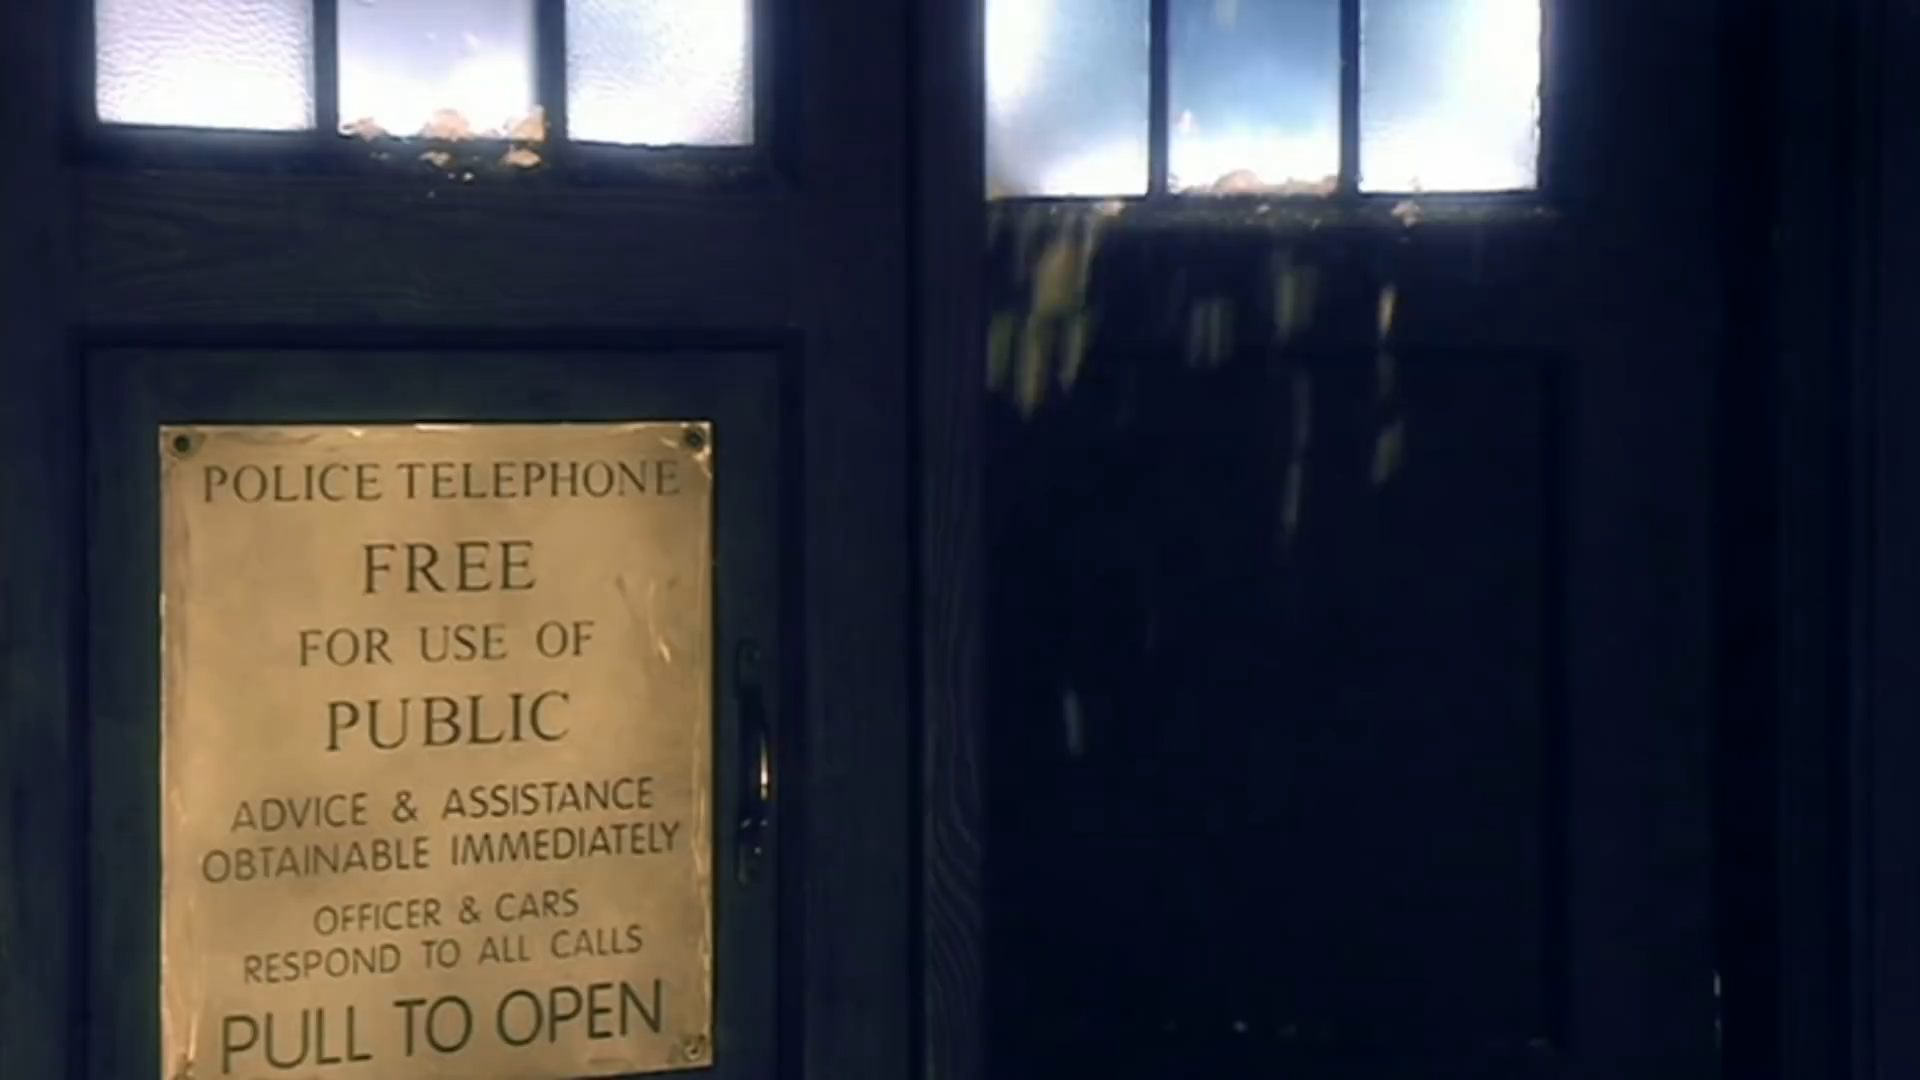 POLICE TELEPHONE
FREE
FOR USE OF
PUBLIC
ADVICE & ASSISTANCE
OBTAINABLE IMMEDIATELY
OFFICER & CARS
RESPOND TO ALL CALLS
PULL TO OPEN